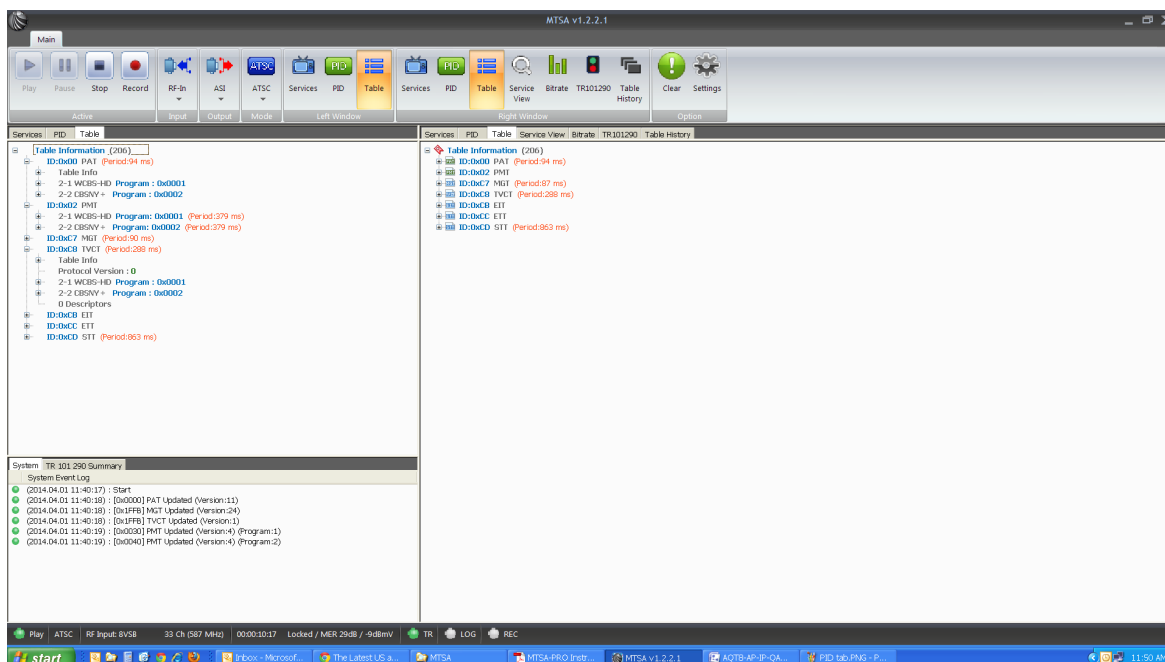 MTSA v1.2.2.1
Main
Play Pause Stop Record RF-In ASI ATSC ATSC Services PID PID Table Services PID PID Table Service View Bitrate TR101290 Table History Clear Settings
Active Input Output Mode Left Window Right Window Option
Services PID Table
Table Information (206)
ID:0x00 PAT (Period:94 ms)
Table Info
2-1 WCBS-HD Program : 0x0001
2-2 CBSNY+ Program : 0x0002
ID:0x02 PMT
2-1 WCBS-HD Program: 0x0001 (Period:379 ms)
2-2 CBSNY+ Program: 0x0002 (Period:379 ms)
ID:0xC7 MGT (Period:90 ms)
ID:0xC8 TVCT (Period:288 ms)
Table Info
Protocol Version : 0
2-1 WCBS-HD Program : 0x0001
2-2 CBSNY+ Program : 0x0002
0 Descriptors
ID:0xCB EIT
ID:0xCC ETT
ID:0xCD STT (Period:863 ms)
Services PID Table Service View Bitrate TR101290 Table History
Table Information (206)
ID:0x00 PAT (Period:94 ms)
ID:0x02 PMT
ID:0xC7 MGT (Period:87 ms)
ID:0xC8 TVCT (Period:288 ms)
ID:0xCB EIT
ID:0xCC ETT
ID:0xCD STT (Period:863 ms)
System TR 101 290 Summary
System Event Log
(2014.04.01 11:40:17) : Start
(2014.04.01 11:40:18) : [0x0000] PAT Updated (Version:11)
(2014.04.01 11:40:18) : [0x1FFB] MGT Updated (Version:24)
(2014.04.01 11:40:18) : [0x1FFB] TVCT Updated (Version:1)
(2014.04.01 11:40:19) : [0x0030] PMT Updated (Version:4) (Program:1)
(2014.04.01 11:40:19) : [0x0040] PMT Updated (Version:4) (Program:2)
Play ATSC RF Input: 8VSB 33 Ch (587 MHz) 00:00:10:17 Locked / MER 29dB / -9dBmV TR LOG REC
start Inbox - Microsof... The Latest US a... MTSA MTSA-PRO Instr... MTSA v1.2.2.1 AQT8-AP-IP-QA... PID tab.PNG - P... 11:50 AM